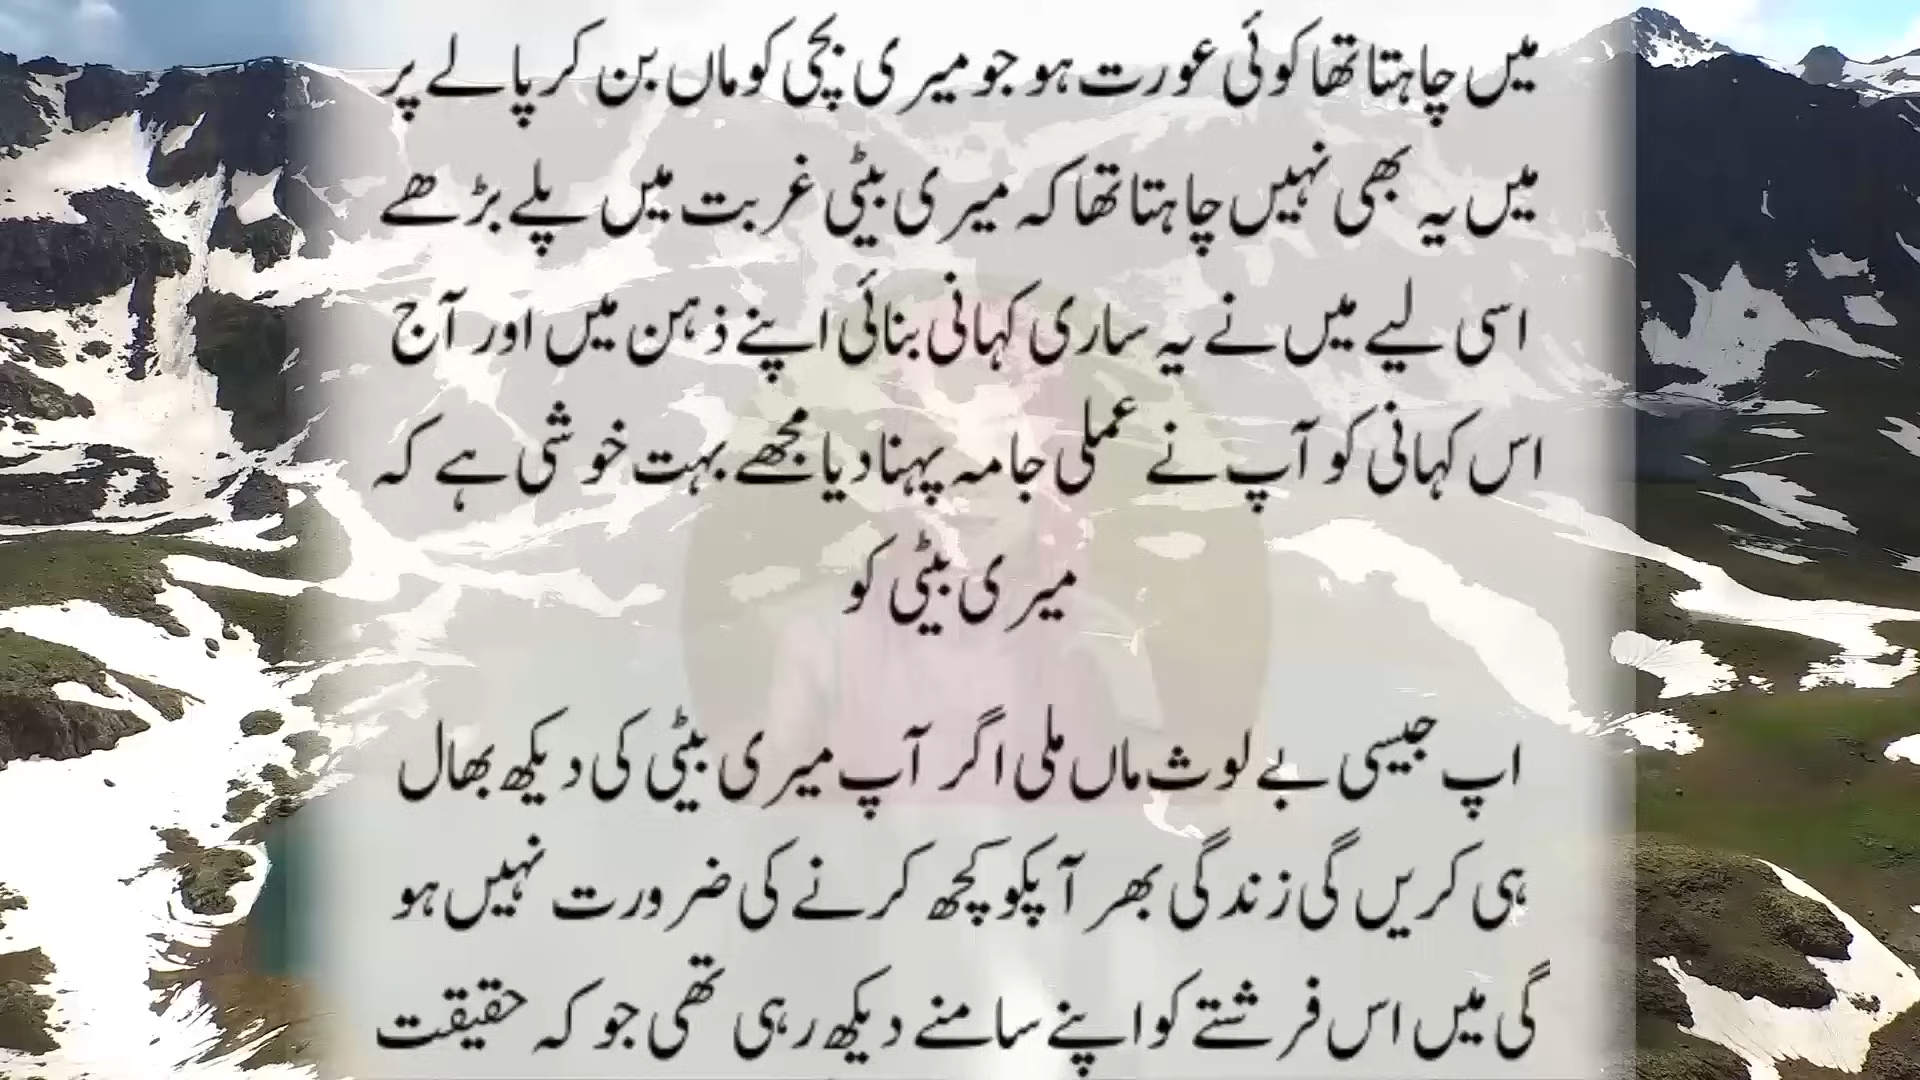 میں چاہتا تھا کوئی عورت ہو جو میری بچی کو ماں بن کر پالے پر
میں یہ بھی نہیں چاہتا تھا کہ میری بیٹی غربت میں پلے بڑھے
اسی لیے میں نے یہ ساری کہانی بنائی اپنے ذہن میں اور آج
اس کہانی کو آپ نے عملی جامہ پہنا دیا مجھے بہت خوشی ہے کہ
میری بیٹی کو
اپ جیسی بے لوث ماں ملی اگر آپ میری بیٹی کی دیکھ بھال
ہی کریں گی زندگی بھر آپکو کچھ کرنے کی ضرورت نہیں ہو
گی میں اس فرشتے کو اپنے سامنے دیکھ رہی تھی جو کہ حقیقت